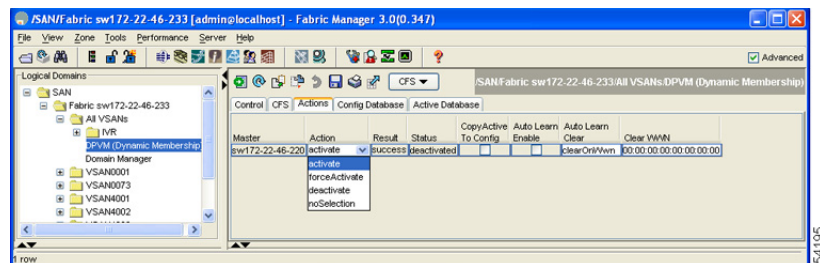 /SAN/Fabric sw172-22-46-233 [admin@localhost] - Fabric Manager 3.0(0.347)
File View Zone Tools Performance Server Help
Advanced
Logical Domains
CFS
/SAN/Fabric sw172-22-46-233/All VSANs/DPVM (Dynamic Membership)
SAN
Fabric sw172-22-46-233
All VSANs
IVR
DPVM (Dynamic Membership
Domain Manager
VSAN0001
VSAN0073
VSAN4001
VSAN4002
Control CFS Actions Config Database Active Database
Master Action Result Status CopyActive To Config Auto Learn Enable Auto Learn Clear Clear WWN
sw172-22-46-220 activate success deactivated clearOnWwn 00:00:00:00:00:00:00:00
activate
forceActivate
deactivate
noSelection
1 row
54195